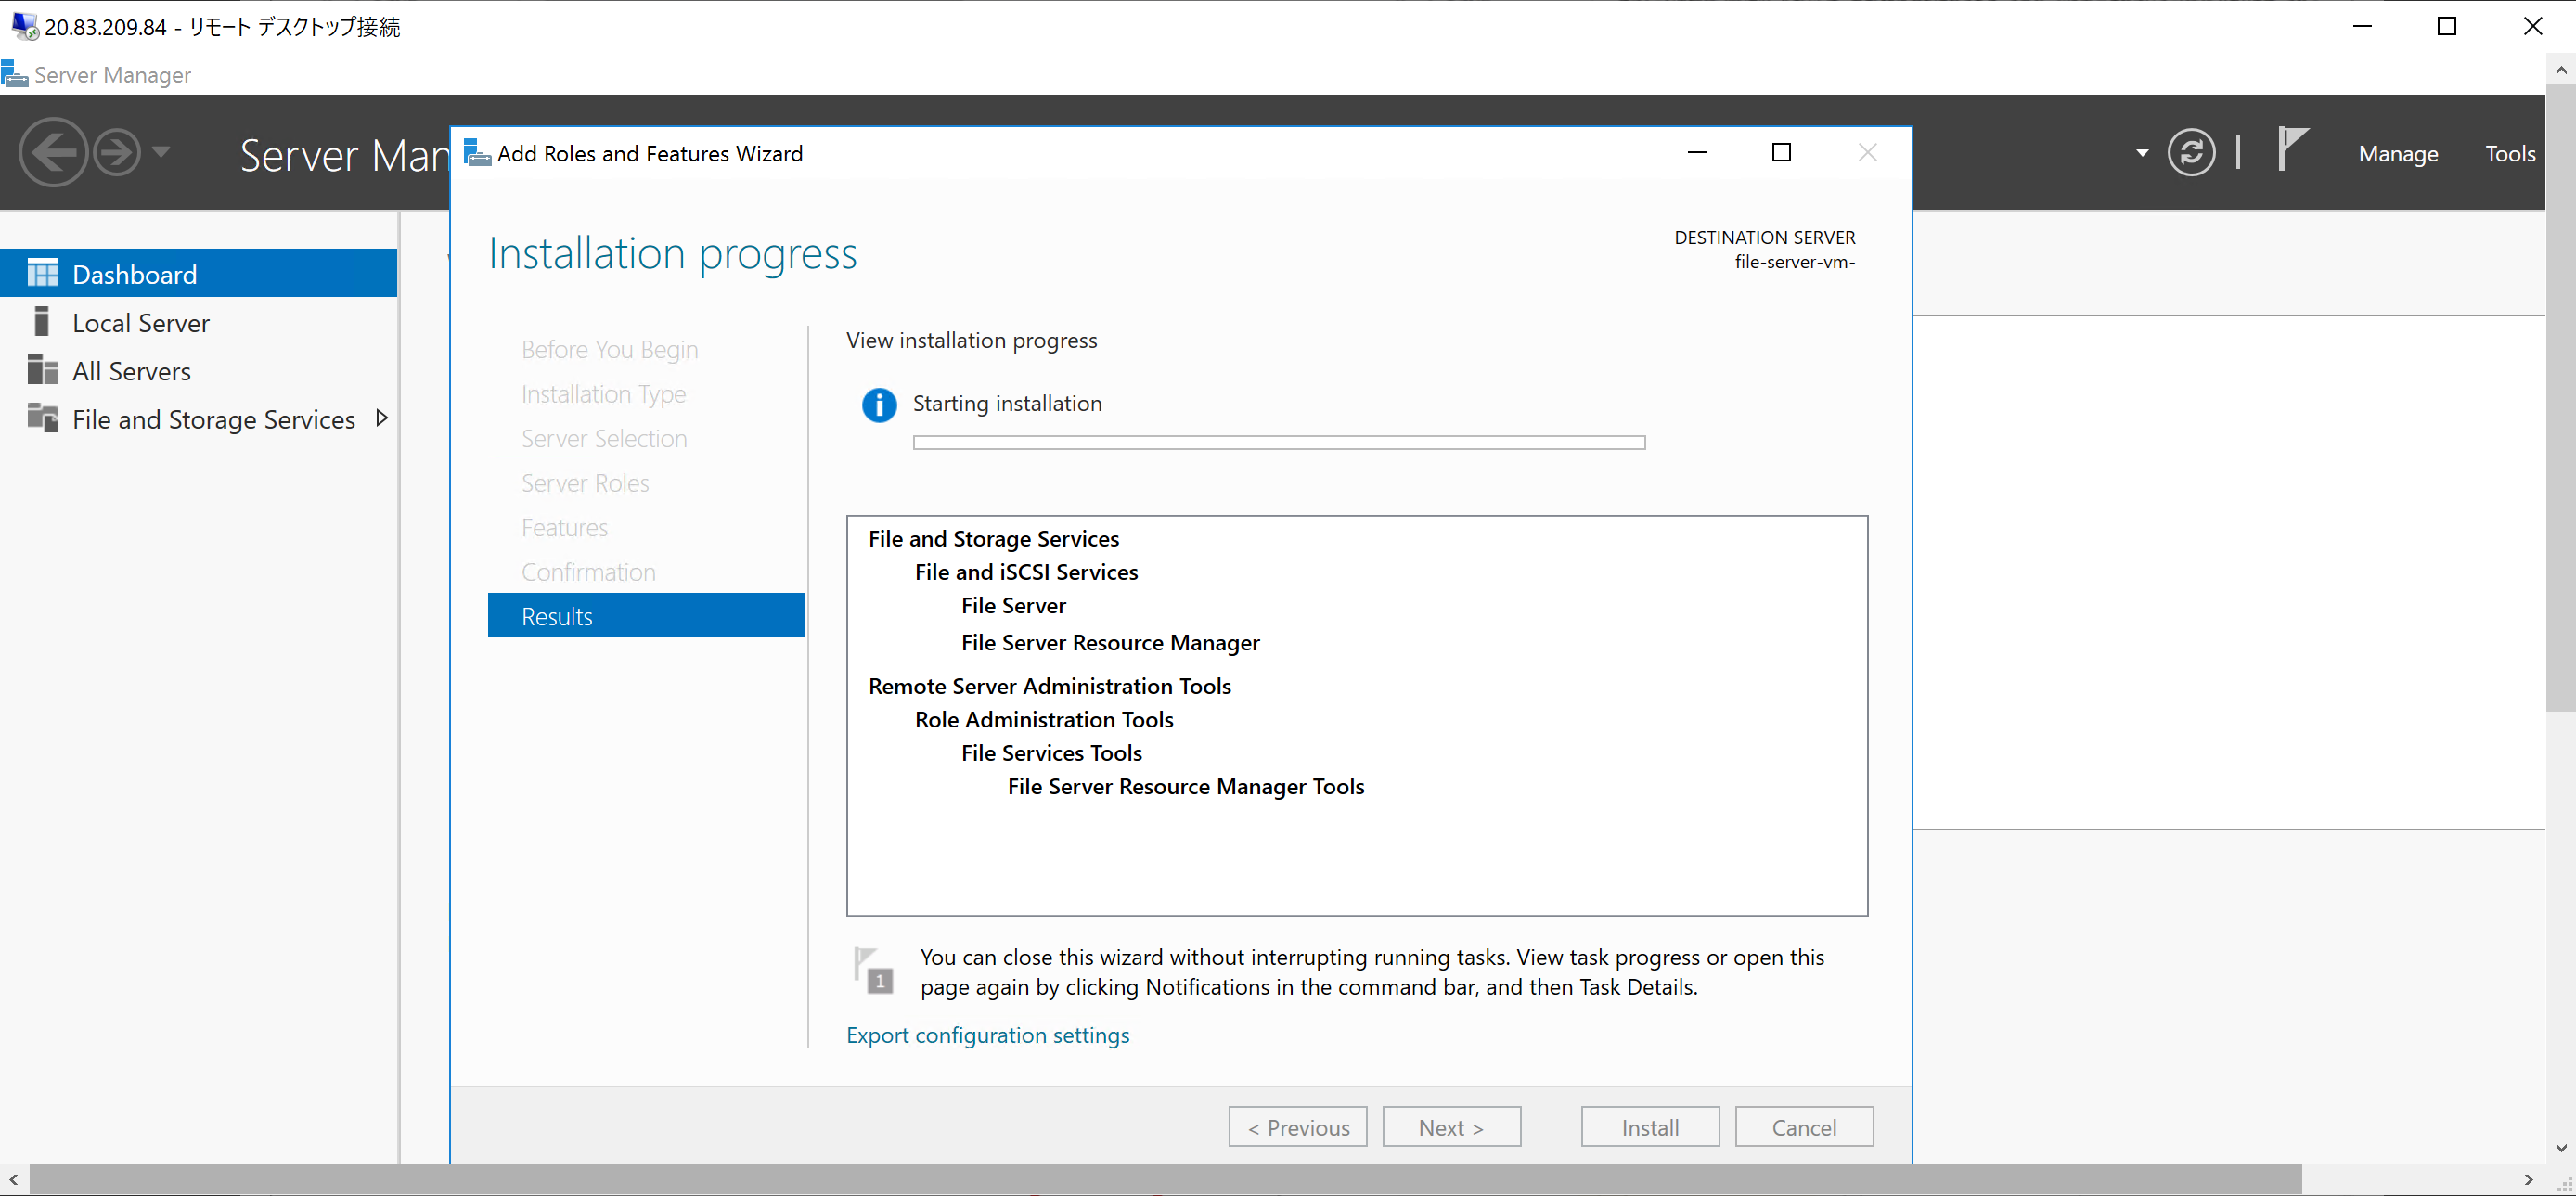 20.83.209.84 - リモート デスクトップ接続
Server Manager
Server Man
Manage
Tools
Add Roles and Features Wizard
Dashboard
Local Server
All Servers
File and Storage Services
Installation progress
DESTINATION SERVER
file-server-vm-
Before You Begin
Installation Type
Server Selection
Server Roles
Features
Confirmation
Results
View installation progress
Starting installation
File and Storage Services
File and iSCSI Services
File Server
File Server Resource Manager
Remote Server Administration Tools
Role Administration Tools
File Services Tools
File Server Resource Manager Tools
1
You can close this wizard without interrupting running tasks. View task progress or open this
page again by clicking Notifications in the command bar, and then Task Details.
Export configuration settings
< Previous
Next >
Install
Cancel